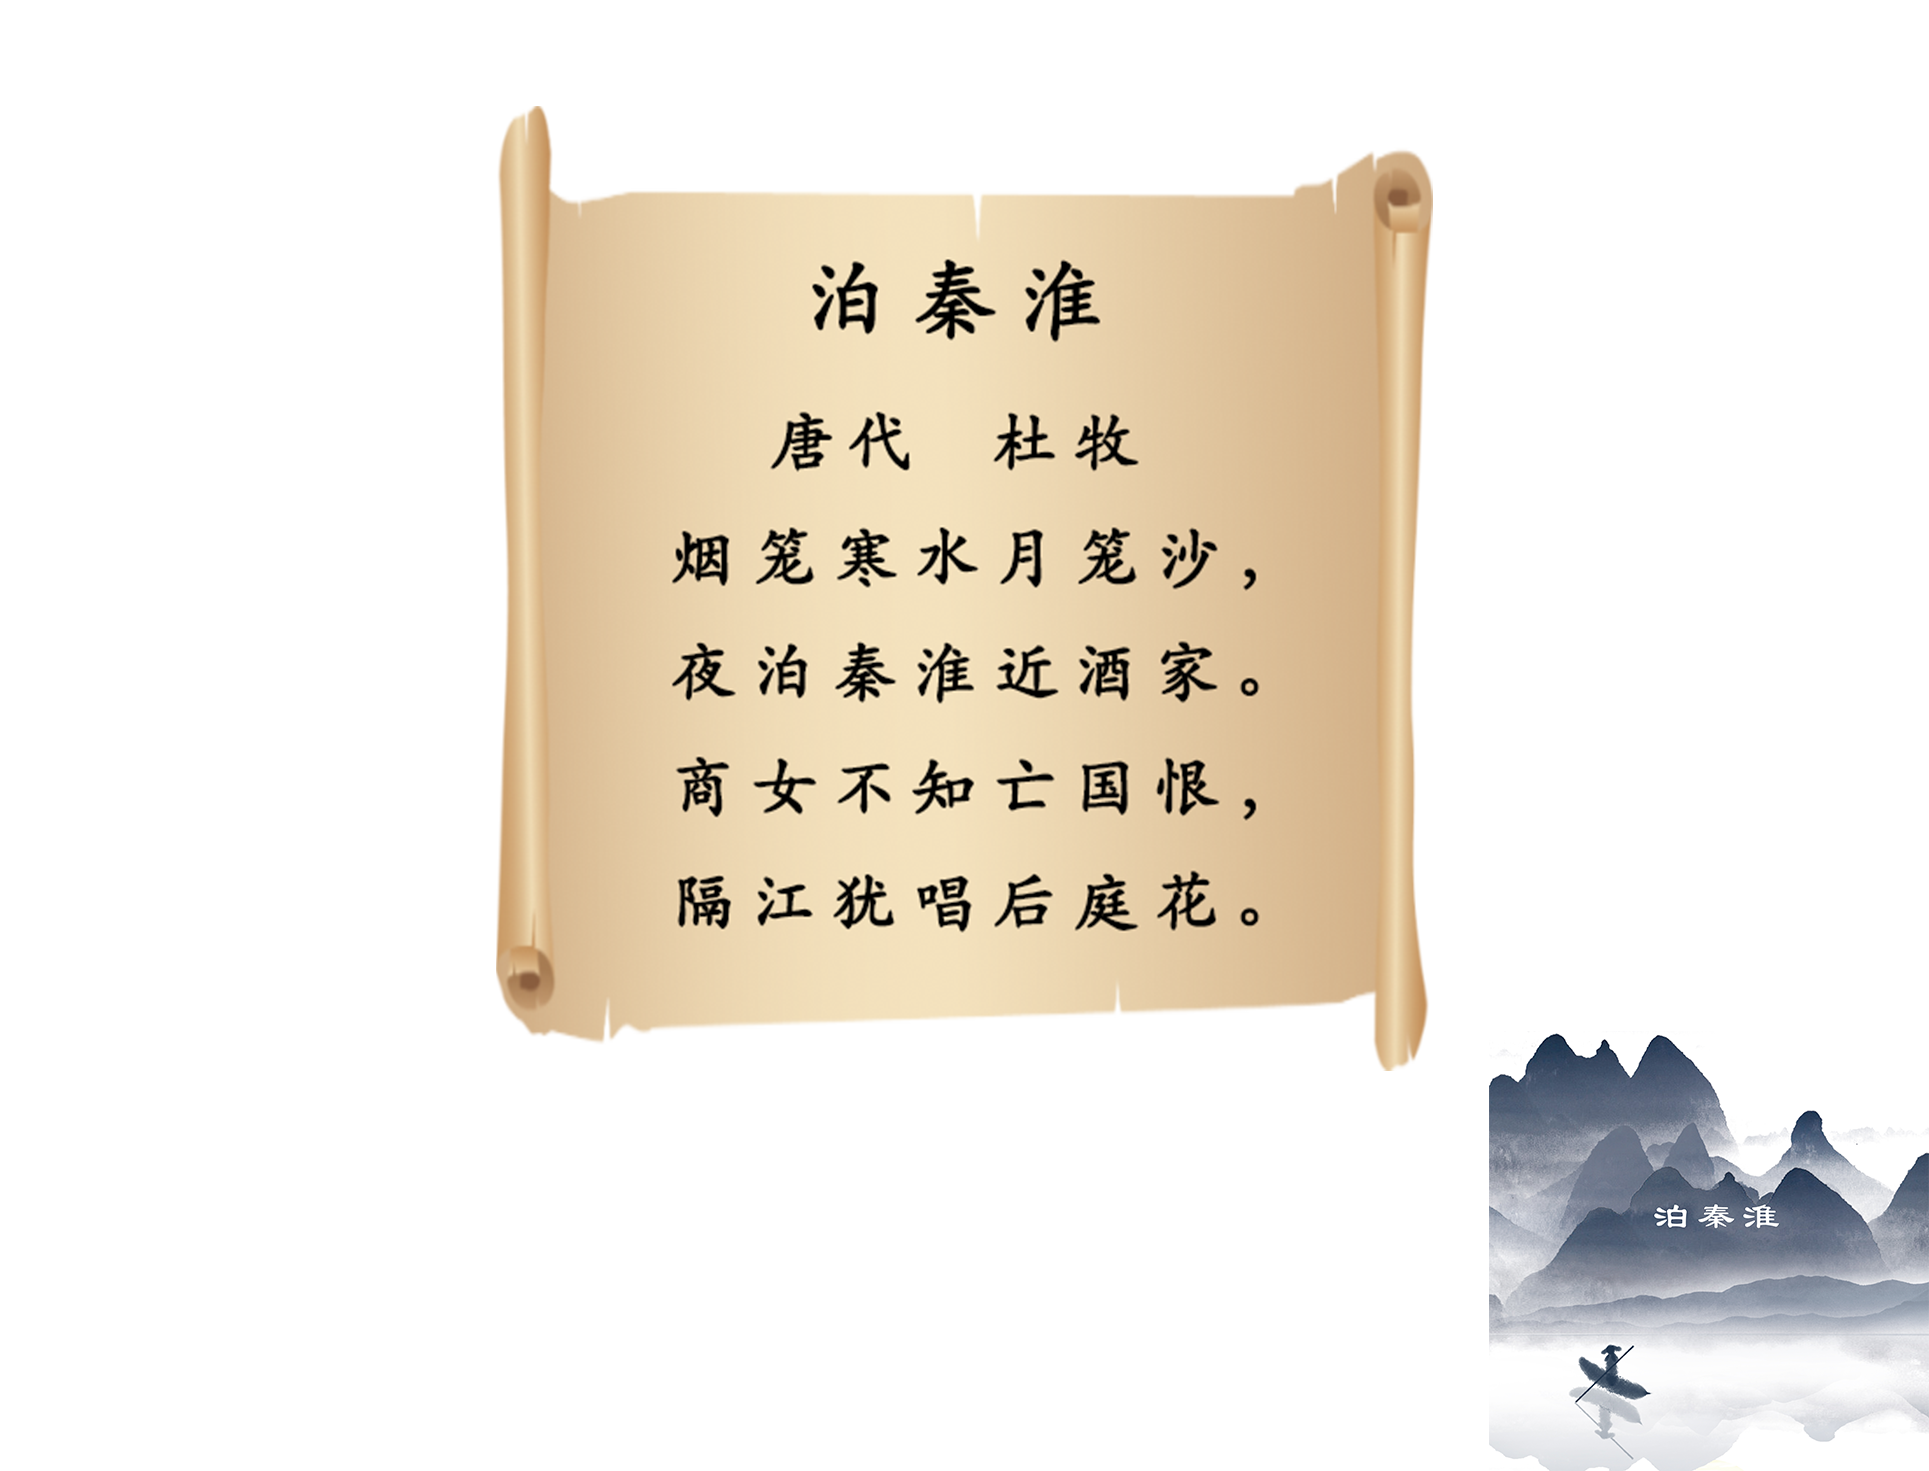 泊秦淮
唐代 杜牧
烟笼寒水月笼沙，
夜泊秦淮近酒家。
商女不知亡国恨，
隔江犹唱后庭花。
泊秦淮